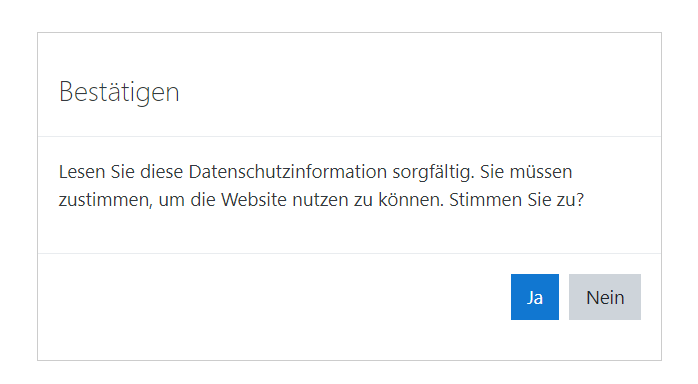 Bestätigen
Lesen Sie diese Datenschutzinformation sorgfältig. Sie müssen
zustimmen, um die Website nutzen zu können. Stimmen Sie zu?
Ja
Nein